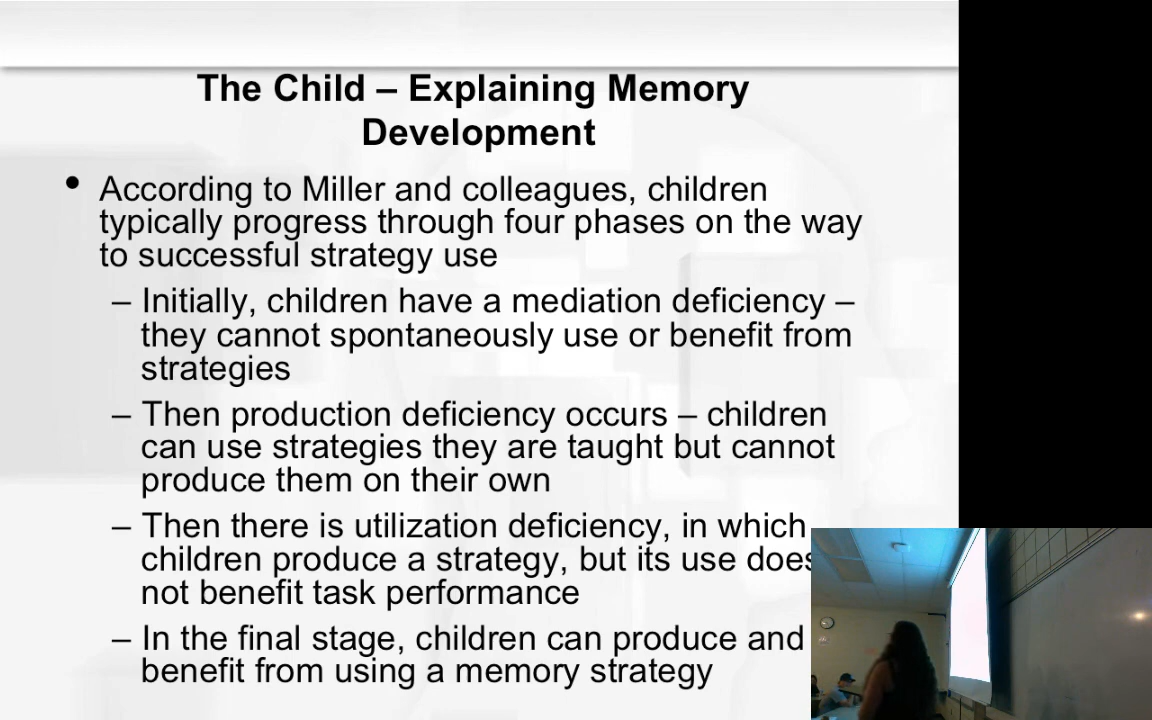 The Child – Explaining Memory
Development
• According to Miller and colleagues, children
typically progress through four phases on the way
to successful strategy use
– Initially, children have a mediation deficiency –
they cannot spontaneously use or benefit from
strategies
– Then production deficiency occurs – children
can use strategies they are taught but cannot
produce them on their own
– Then there is utilization deficiency, in which
children produce a strategy, but its use does
not benefit task performance
– In the final stage, children can produce and
benefit from using a memory strategy